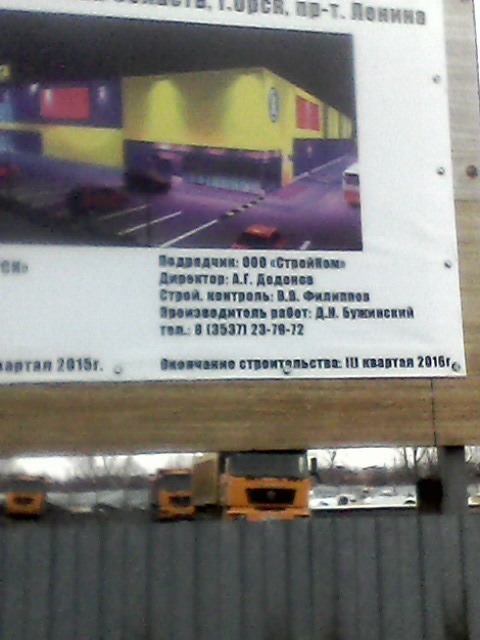 г.Орск, пр-т. Ленина
Подрядчик: ООО «СтройКом»
Директор: А.Г. Додонов
Строй. контроль: В.В. Филиппов
Производитель работ: Д.Н. Бужинский
тел.: 8 (3537) 23-79-72
квартал 2015г.
Окончание строительства: III квартал 2016г.